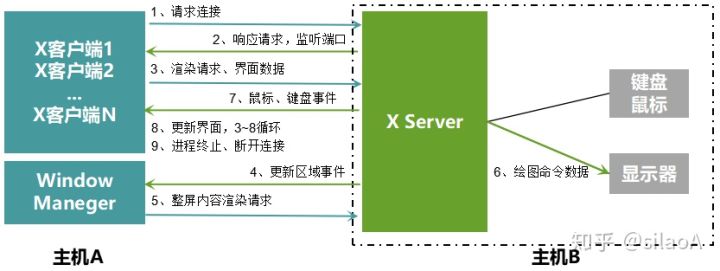 1、请求连接
X客户端1
X客户端2
...
X客户端N
2、响应请求，监听端口
3、渲染请求、界面数据
7、鼠标、键盘事件
8、更新界面，3~8循环
9、进程终止、断开连接
Window
Maneger
4、更新区域事件
5、整屏内容渲染请求
X Server
键盘
鼠标
6、绘图命令数据
显示器
主机A
主机B
知乎 @silaoA